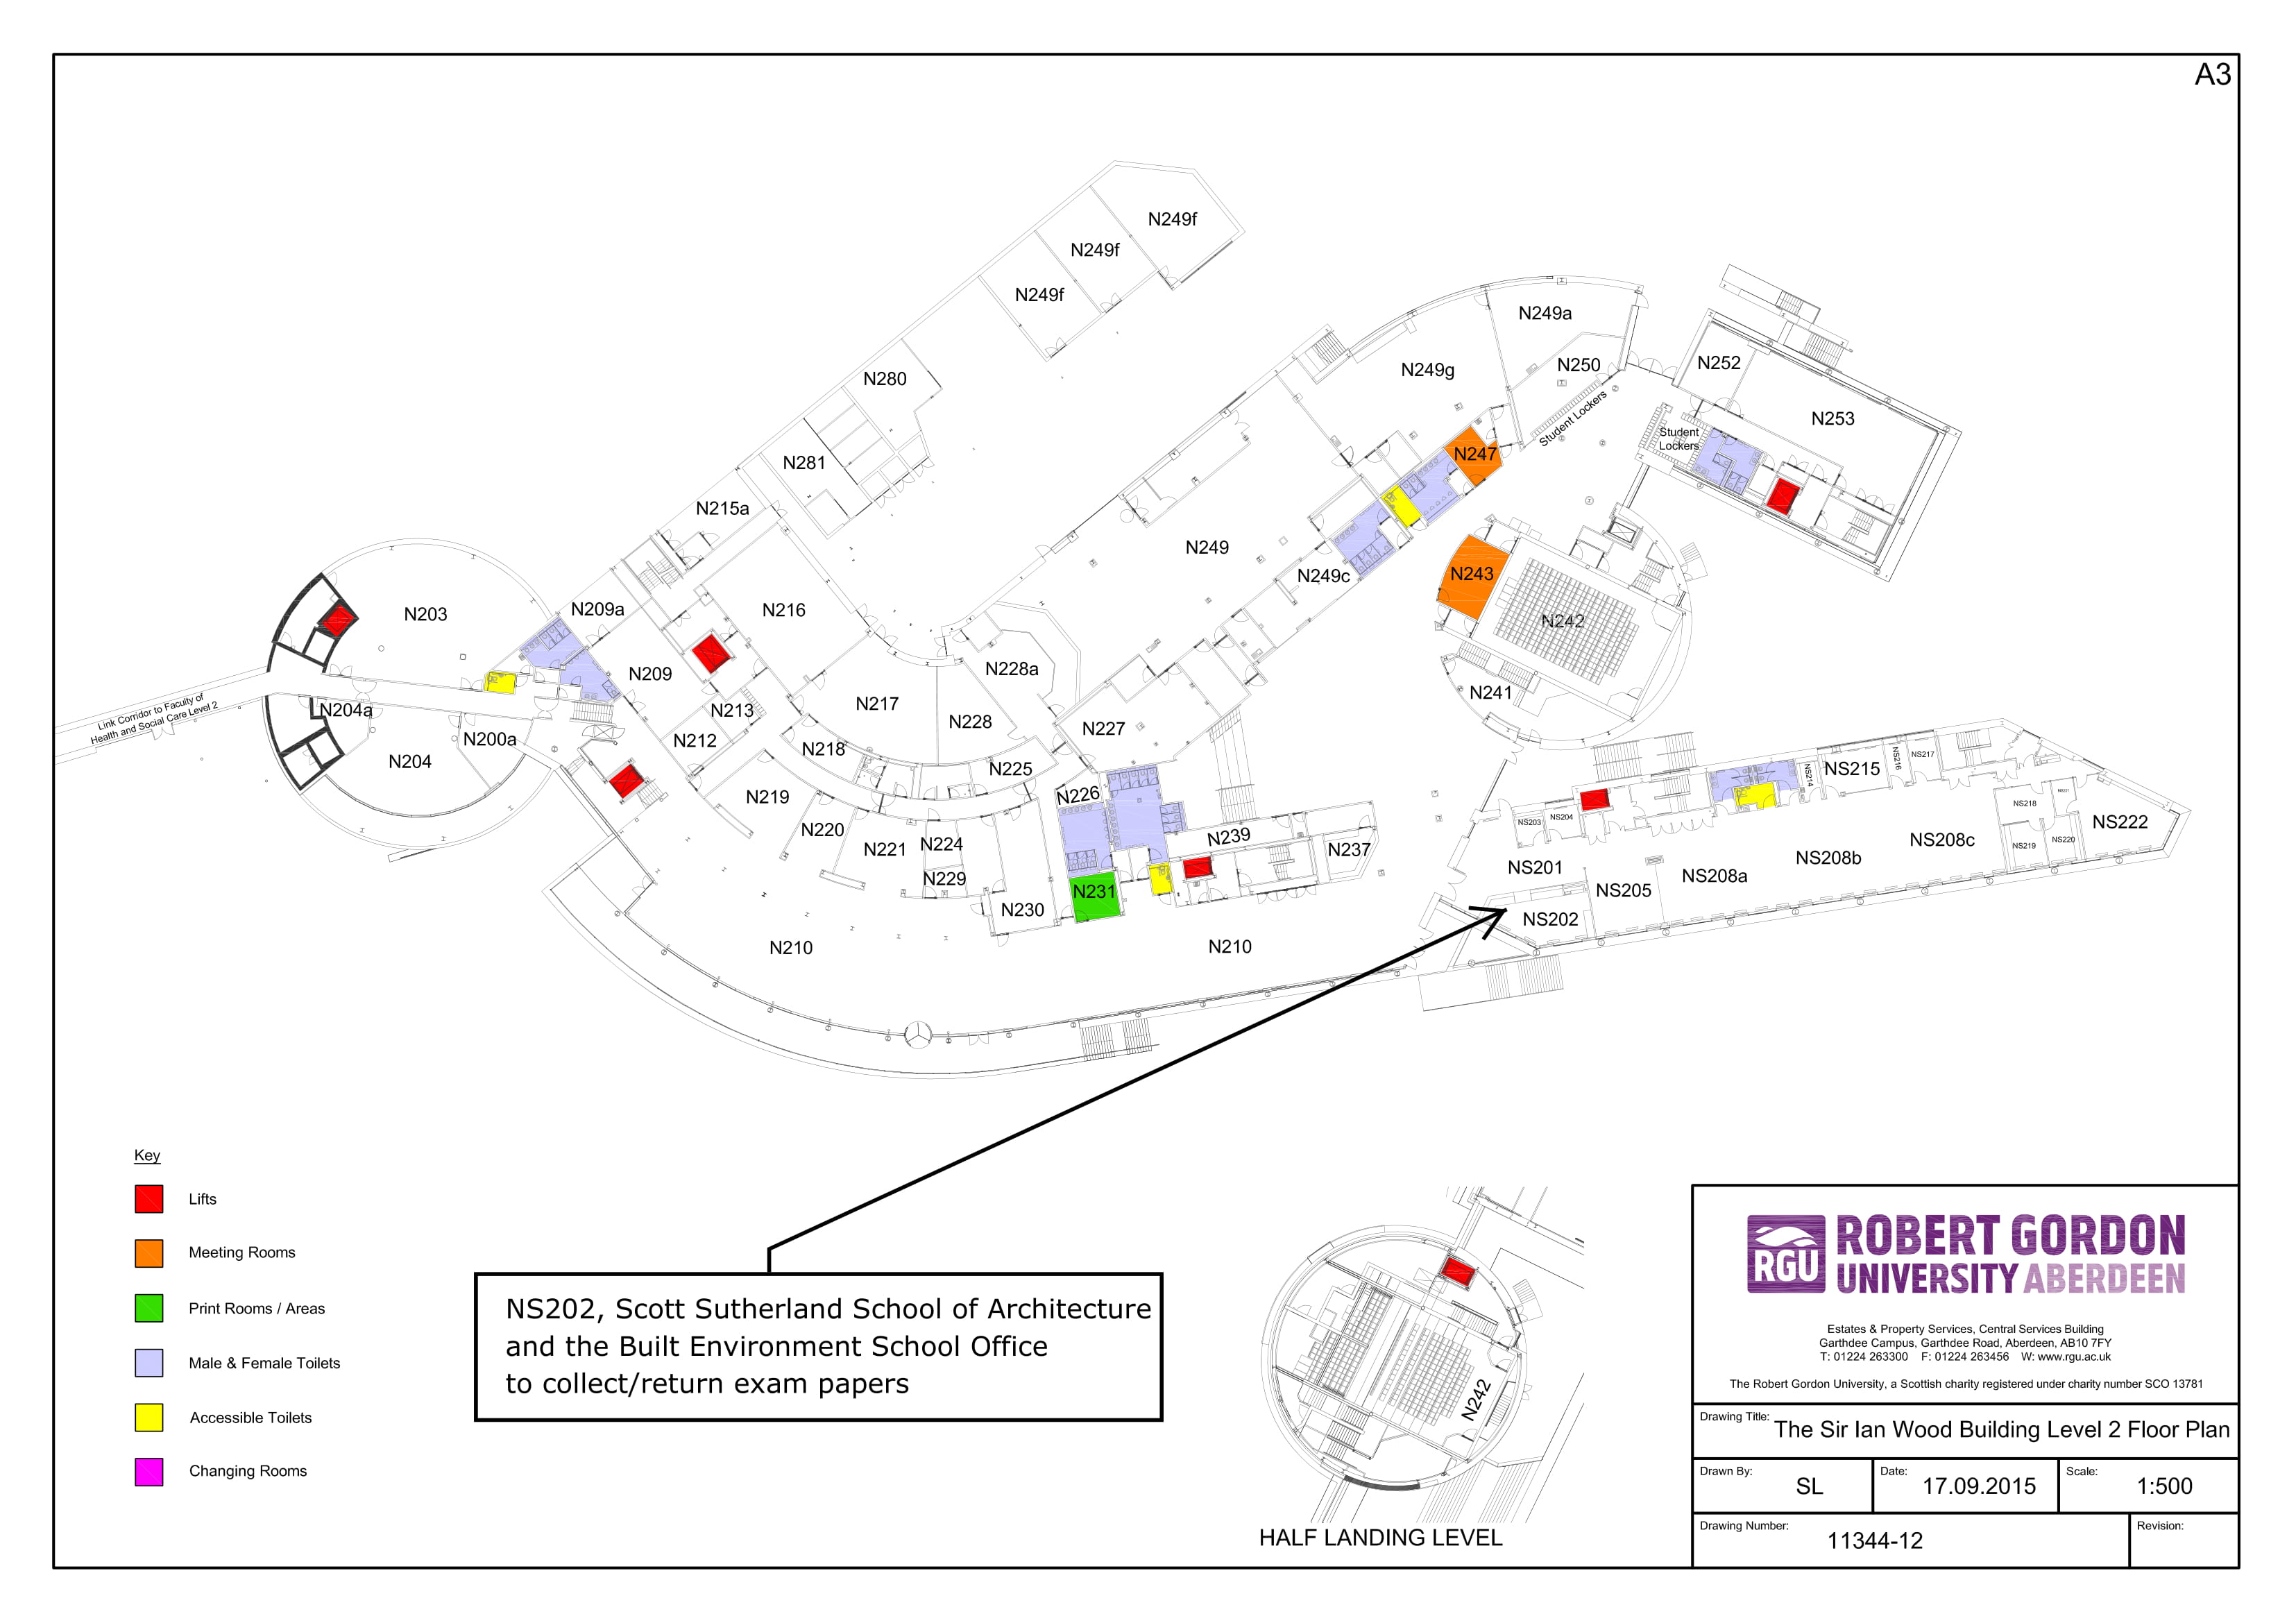 A3
N249f
N249f
N249f
N249a
N250
N249g
Student Lockers
N252
N253
Student
Lockers
N280
N281
N247
N215a
N249
N249c
N243
N242
N241
N203
N209a
N216
N209
N228a
N204a
N213
N217
N228
N227
N200a
N212
N218
N204
N225
N219
N226
N220
N221
N224
N229
N239
N237
N230
N231
N210
N210
Link Corridor to Faculty of
Health and Social Care Level 2
NS215
NS216
NS217
NS214
NS203
NS204
NS218
NS222
NS219
NS220
NS208c
NS208b
NS201
NS208a
NS205
NS202
Key
Lifts
Meeting Rooms
Print Rooms / Areas
Male & Female Toilets
Accessible Toilets
Changing Rooms
NS202, Scott Sutherland School of Architecture
and the Built Environment School Office
to collect/return exam papers
N242
HALF LANDING LEVEL
RGU
ROBERT GORDON
UNIVERSITY ABERDEEN
Estates & Property Services, Central Services Building
Garthdee Campus, Garthdee Road, Aberdeen, AB10 7FY
T: 01224 263300 F: 01224 263456 W: www.rgu.ac.uk
The Robert Gordon University, a Scottish charity registered under charity number SCO 13781
Drawing Title: The Sir Ian Wood Building Level 2 Floor Plan
Drawn By: SL
Date: 17.09.2015
Scale: 1:500
Drawing Number: 11344-12
Revision: